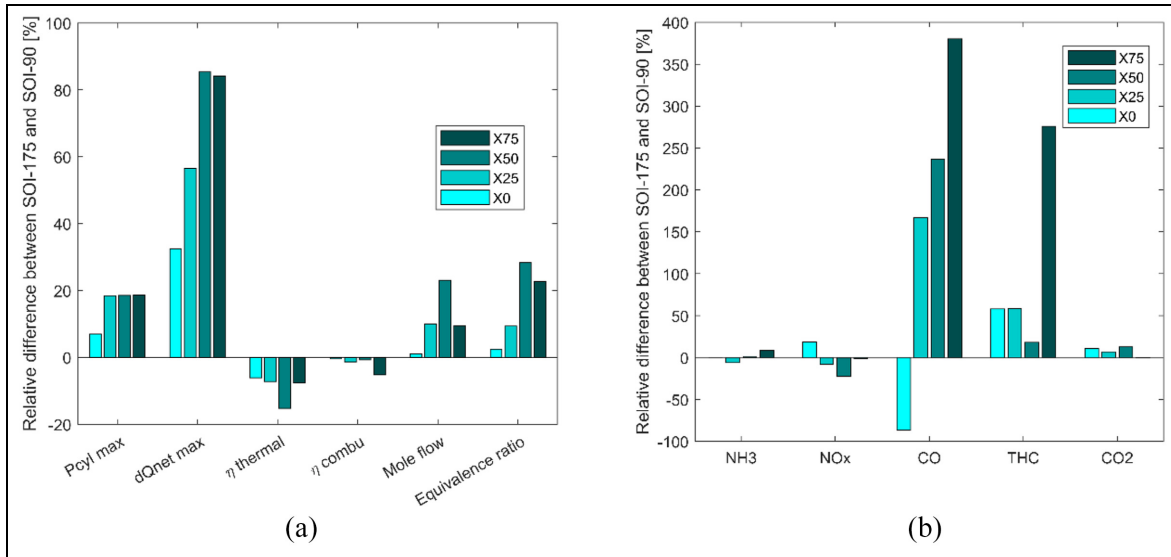 Relative difference between SOI-175 and SOI-90 [%]
100
80
60
40
20
0
-20
X75
X50
X25
X0
Pcyl max
dQnet max
η thermal
η combu
Mole flow
Equivalence ratio
(a)
Relative difference between SOI-175 and SOI-90 [%]
400
350
300
250
200
150
100
50
0
-50
-100
X75
X50
X25
X0
NH3
NOx
CO
THC
CO2
(b)